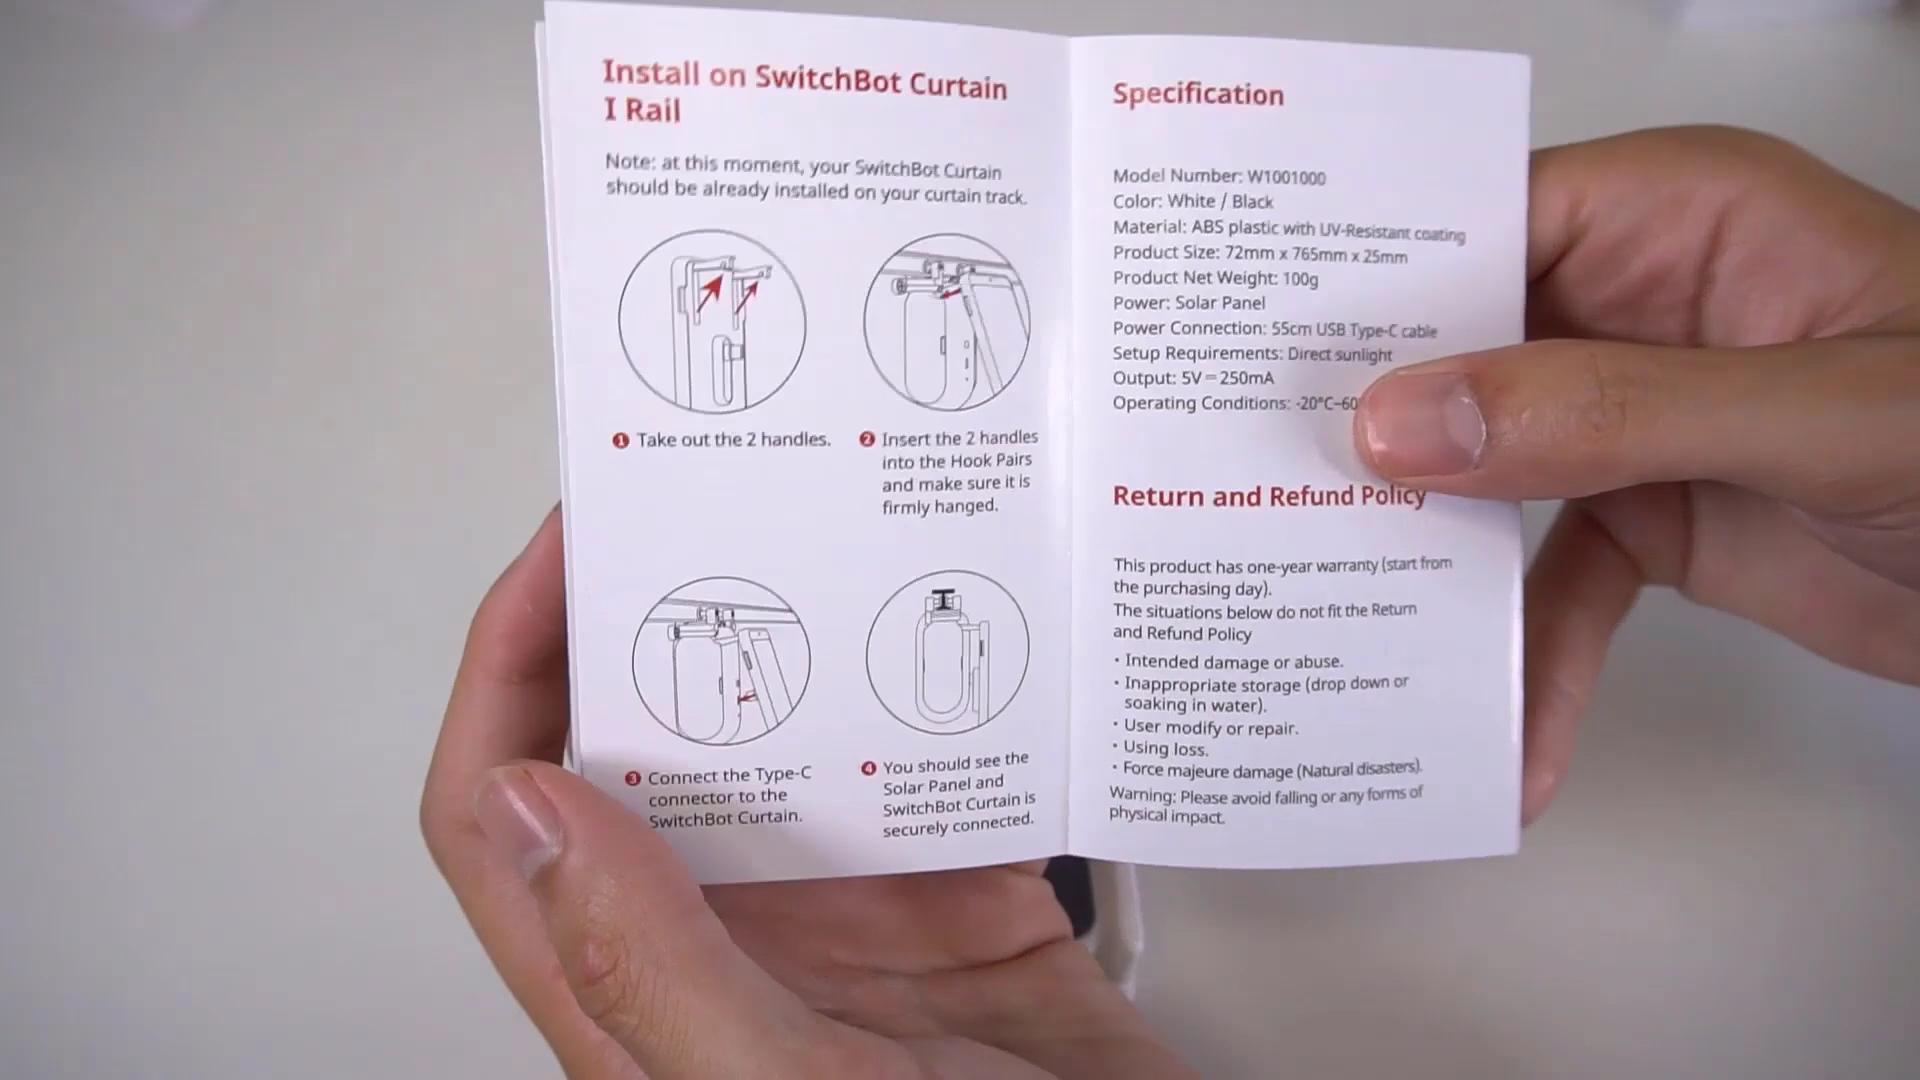 Install on SwitchBot Curtain
I Rail
Note: at this moment, your SwitchBot Curtain
should be already installed on your curtain track.
1 Take out the 2 handles.
2 Insert the 2 handles
into the Hook Pairs
and make sure it is
firmly hanged.
3 Connect the Type-C
connector to the
SwitchBot Curtain.
4 You should see the
Solar Panel and
SwitchBot Curtain is
securely connected.
Specification
Model Number: W1001000
Color: White / Black
Material: ABS plastic with UV-Resistant coating
Product Size: 72mm x 765mm x 25mm
Product Net Weight: 100g
Power: Solar Panel
Power Connection: 55cm USB Type-C cable
Setup Requirements: Direct sunlight
Output: 5V⎓250mA
Operating Conditions: -20°C–60
Return and Refund Policy
This product has one-year warranty (start from
the purchasing day).
The situations below do not fit the Return
and Refund Policy
· Intended damage or abuse.
· Inappropriate storage (drop down or
soaking in water).
· User modify or repair.
· Using loss.
· Force majeure damage (Natural disasters).
Warning: Please avoid falling or any forms of
physical impact.